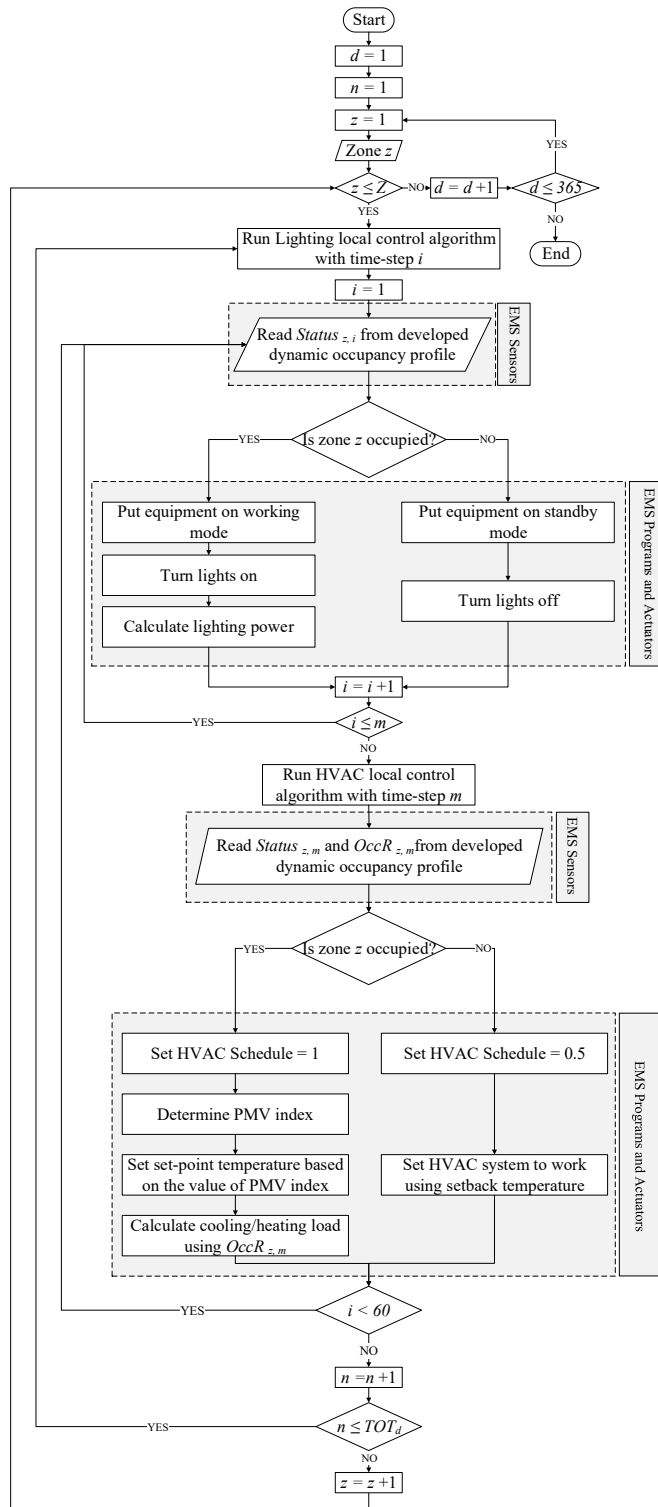 Start
d = 1
n = 1
z = 1
YES
Zone z
z ≤ Z
NO
d = d +1
d ≤ 365
YES
NO
Run Lighting local control algorithm
with time-step i
End
i = 1
Read Status z, i from developed
dynamic occupancy profile
EMS Sensors
Is zone z occupied?
YES
NO
Put equipment on working
mode
Put equipment on standby
mode
Turn lights on
Turn lights off
Calculate lighting power
EMS Programs and Actuators
i = i +1
YES
i ≤ m
NO
Run HVAC local control
algorithm with time-step m
Read Status z, m and OccR z, m from developed
dynamic occupancy profile
EMS Sensors
Is zone z occupied?
YES
NO
Set HVAC Schedule = 1
Set HVAC Schedule = 0.5
Determine PMV index
Set set-point temperature based
on the value of PMV index
Set HVAC system to work
using setback temperature
Calculate cooling/heating load
using OccR z, m
EMS Programs and Actuators
YES
i < 60
NO
n =n +1
YES
n ≤ TOTd
NO
z = z +1